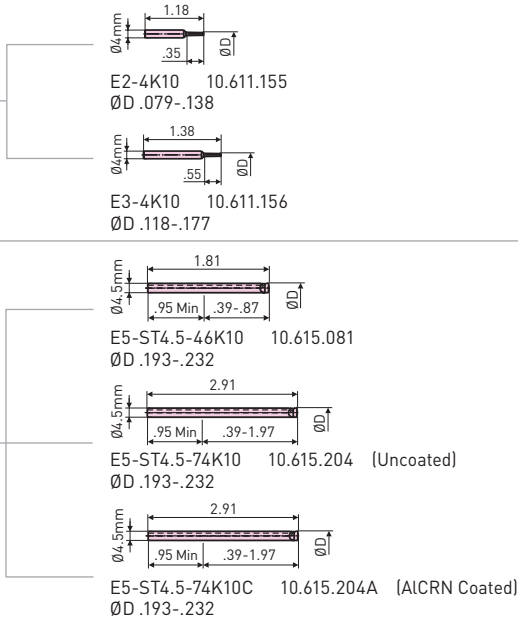 1.18
Ø4mm
.35
ØD
E2-4K10 10.611.155
ØD .079-.138
1.38
Ø4mm
.55
ØD
E3-4K10 10.611.156
ØD .118-.177
1.81
Ø4.5mm
.95 Min .39-.87
ØD
E5-ST4.5-46K10 10.615.081
ØD .193-.232
2.91
Ø4.5mm
.95 Min .39-1.97
ØD
E5-ST4.5-74K10 10.615.204 (Uncoated)
ØD .193-.232
2.91
Ø4.5mm
.95 Min .39-1.97
ØD
E5-ST4.5-74K10C 10.615.204A (AlCRN Coated)
ØD .193-.232